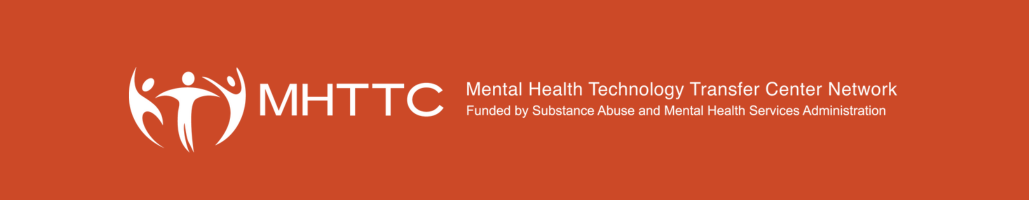 MHTTC
Mental Health Technology Transfer Center Network
Funded by Substance Abuse and Mental Health Services Administration